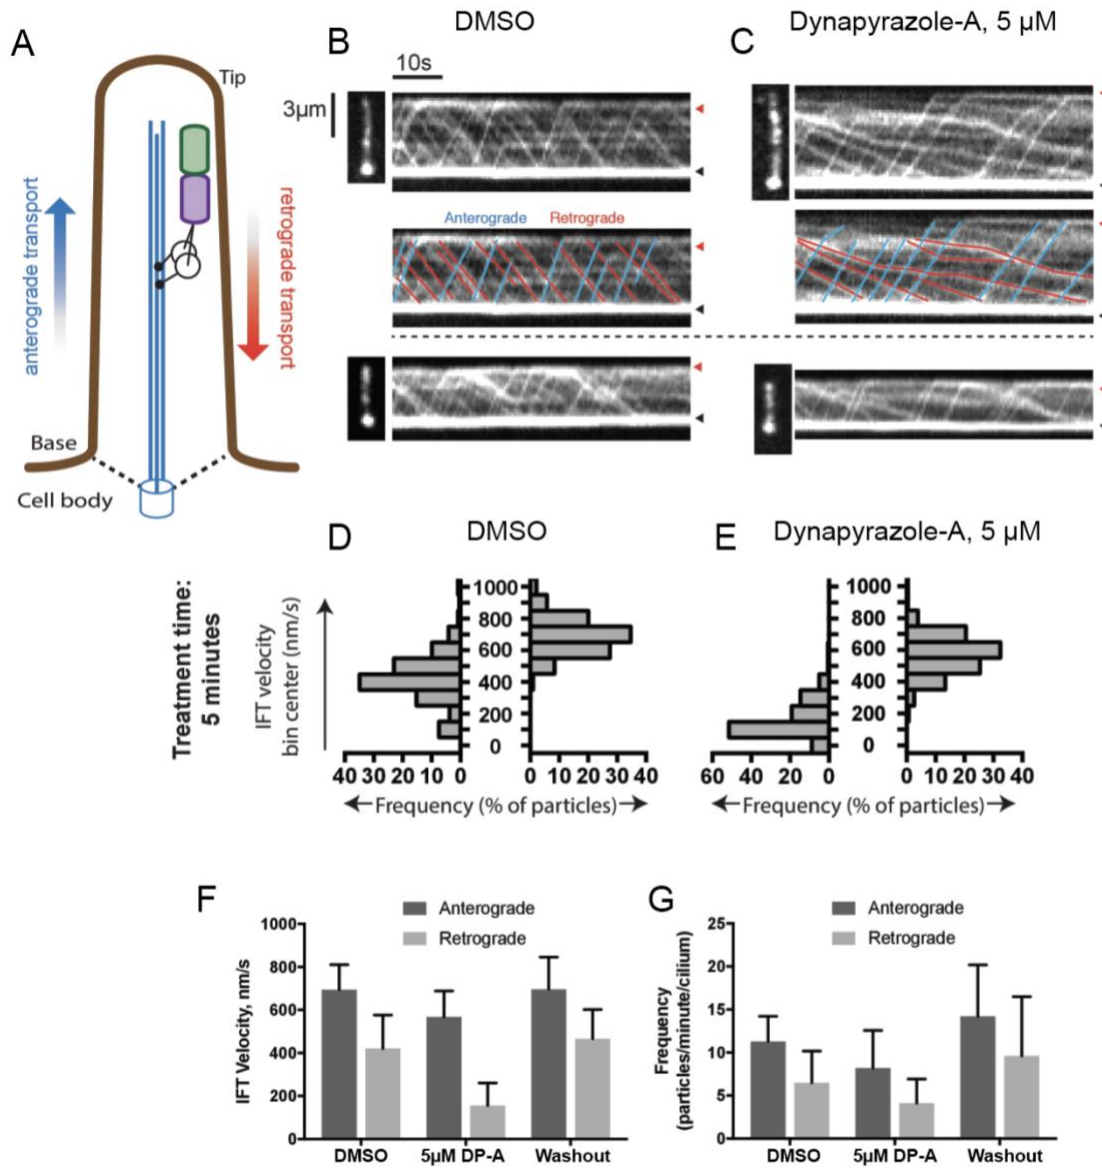 A
Tip
anterograde transport
retrograde transport
Base
Cell body
B
DMSO
10s
3µm
Anterograde
Retrograde
C
Dynapyrazole-A, 5 µM
Treatment time:
5 minutes
D
DMSO
IFT velocity
bin center (nm/s)
1000
800
600
400
200
0
40 30 20 10 0
0 10 20 30 40
Frequency (% of particles)
E
Dynapyrazole-A, 5 µM
1000
800
600
400
200
0
60 40 20 0
0 10 20 30 40
Frequency (% of particles)
F
Anterograde
Retrograde
IFT Velocity, nm/s
1000
800
600
400
200
0
DMSO 5µM DP-A Washout
G
Anterograde
Retrograde
Frequency
(particles/minute/cilium)
25
20
15
10
5
0
DMSO 5µM DP-A Washout